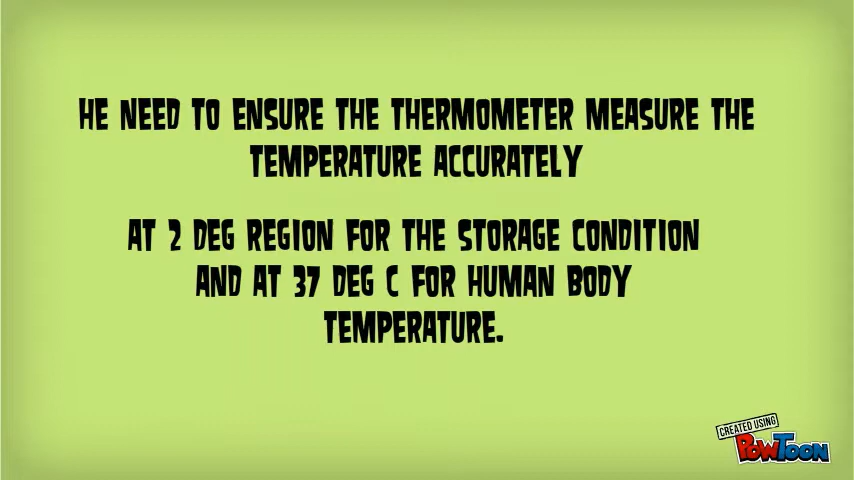 HE NEED TO ENSURE THE THERMOMETER MEASURE THE
TEMPERATURE ACCURATELY
AT 2 DEG REGION FOR THE STORAGE CONDITION
AND AT 37 DEG C FOR HUMAN BODY
TEMPERATURE.
CREATED USING
POWTOON